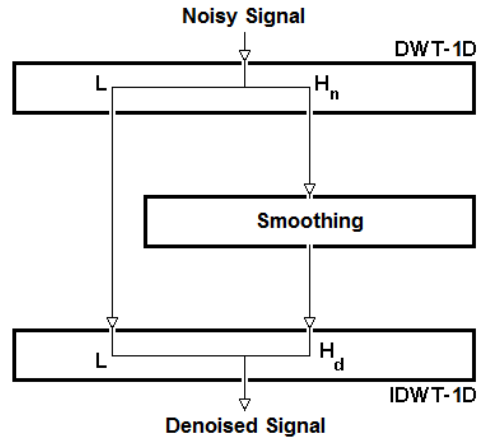 Noisy Signal
DWT-1D
L
Hn
Smoothing
L
Hd
IDWT-1D
Denoised Signal